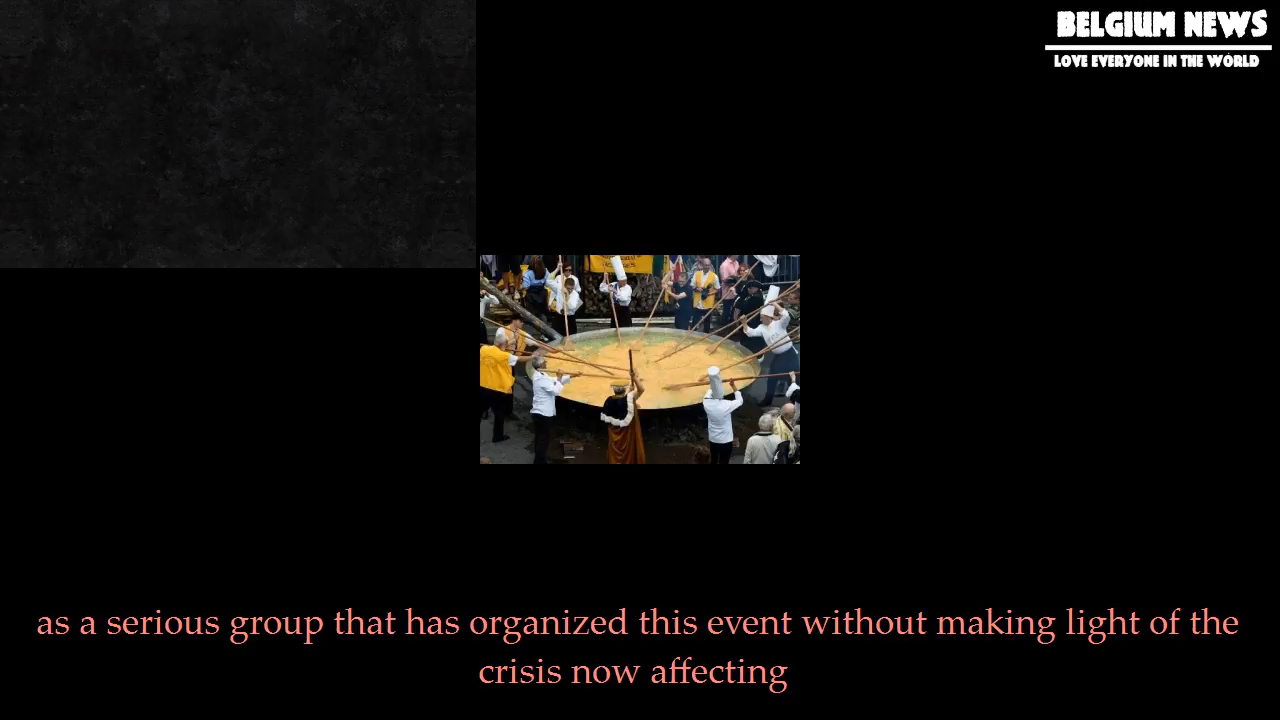 BELGIUM NEWS
LOVE EVERYONE IN THE WORLD
as a serious group that has organized this event without making light of the
crisis now affecting